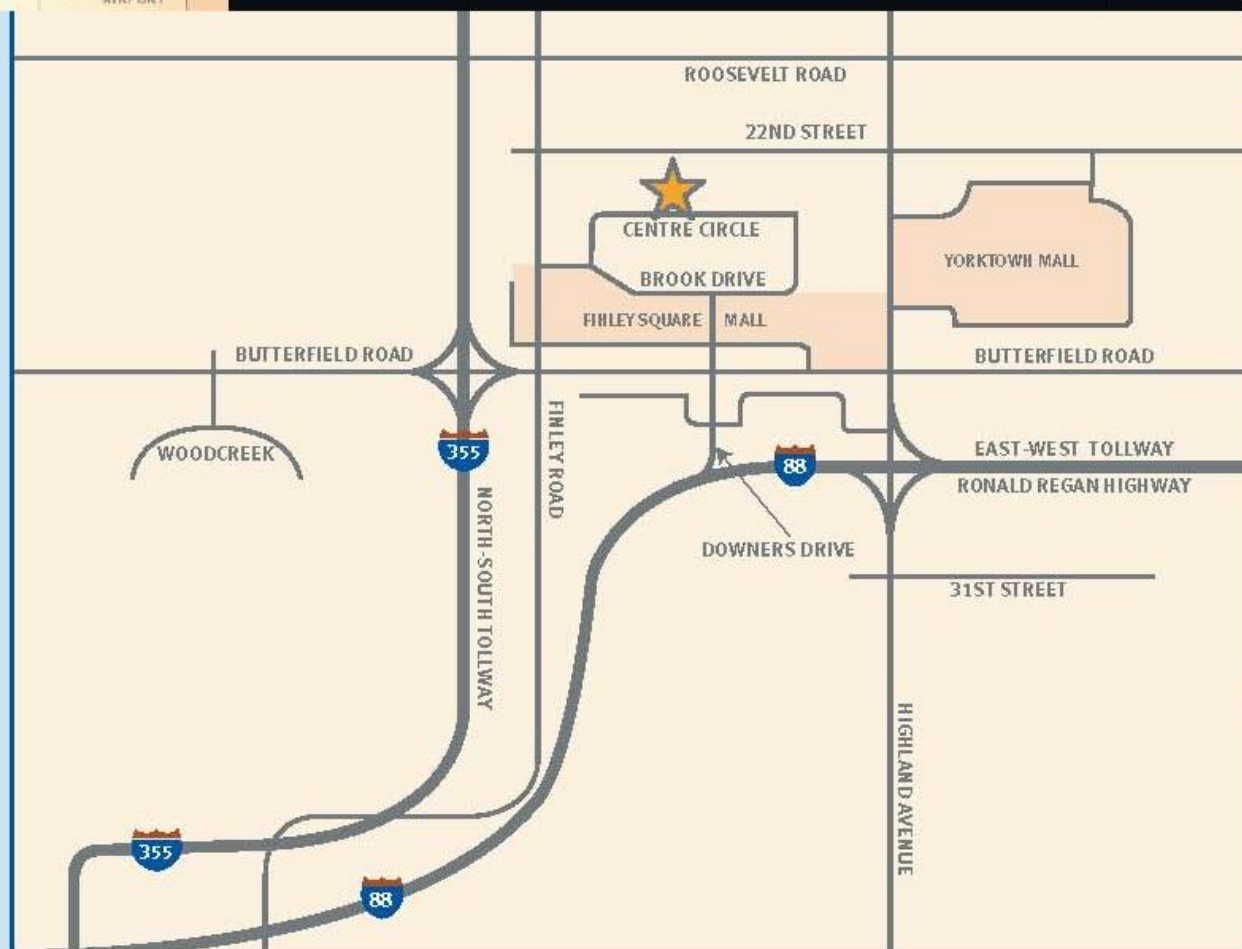 AIRPORT
ROOSEVELT ROAD
22ND STREET
CENTRE CIRCLE
YORKTOWN MALL
BROOK DRIVE
FINLEY SQUARE MALL
BUTTERFIELD ROAD
BUTTERFIELD ROAD
FINLEY ROAD
WOODCREEK
355
88
EAST-WEST TOLLWAY
RONALD REGAN HIGHWAY
NORTH-SOUTH TOLLWAY
DOWNERS DRIVE
31ST STREET
HIGHLAND AVENUE
355
88